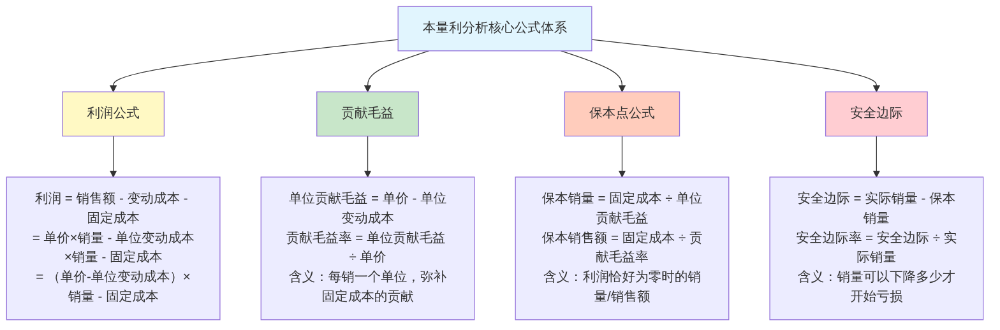 本量利分析核心公式体系
利润公式
贡献毛益
保本点公式
安全边际
利润 = 销售额 - 变动成本 -
固定成本
= 单价×销量 - 单位变动成本
×销量 - 固定成本
= （单价-单位变动成本）×
销量 - 固定成本
单位贡献毛益 = 单价 - 单位
变动成本
贡献毛益率 = 单位贡献毛益
÷ 单价
含义：每销一个单位，弥补
固定成本的贡献
保本销量 = 固定成本 ÷ 单位
贡献毛益
保本销售额 = 固定成本 ÷ 贡
献毛益率
含义：利润恰好为零时的销
量/销售额
安全边际 = 实际销量 - 保本
销量
安全边际率 = 安全边际 ÷ 实
际销量
含义：销量可以下降多少才
开始亏损